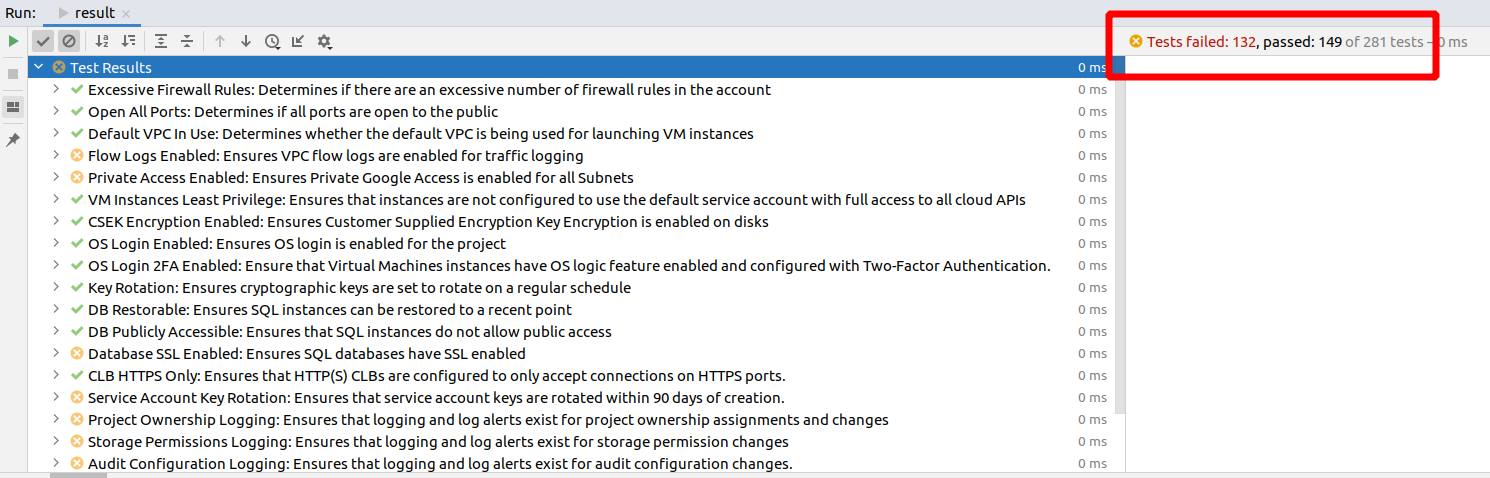 Run: result
Tests failed: 132, passed: 149 of 281 tests – 0 ms
Test Results 0 ms
Excessive Firewall Rules: Determines if there are an excessive number of firewall rules in the account 0 ms
Open All Ports: Determines if all ports are open to the public 0 ms
Default VPC In Use: Determines whether the default VPC is being used for launching VM instances 0 ms
Flow Logs Enabled: Ensures VPC flow logs are enabled for traffic logging 0 ms
Private Access Enabled: Ensures Private Google Access is enabled for all Subnets 0 ms
VM Instances Least Privilege: Ensures that instances are not configured to use the default service account with full access to all cloud APIs 0 ms
CSEK Encryption Enabled: Ensures Customer Supplied Encryption Key Encryption is enabled on disks 0 ms
OS Login Enabled: Ensures OS login is enabled for the project 0 ms
OS Login 2FA Enabled: Ensure that Virtual Machines instances have OS logic feature enabled and configured with Two-Factor Authentication. 0 ms
Key Rotation: Ensures cryptographic keys are set to rotate on a regular schedule 0 ms
DB Restorable: Ensures SQL instances can be restored to a recent point 0 ms
DB Publicly Accessible: Ensures that SQL instances do not allow public access 0 ms
Database SSL Enabled: Ensures SQL databases have SSL enabled 0 ms
CLB HTTPS Only: Ensures that HTTP(S) CLBs are configured to only accept connections on HTTPS ports. 0 ms
Service Account Key Rotation: Ensures that service account keys are rotated within 90 days of creation. 0 ms
Project Ownership Logging: Ensures that logging and log alerts exist for project ownership assignments and changes 0 ms
Storage Permissions Logging: Ensures that logging and log alerts exist for storage permission changes 0 ms
Audit Configuration Logging: Ensures that logging and log alerts exist for audit configuration changes. 0 ms